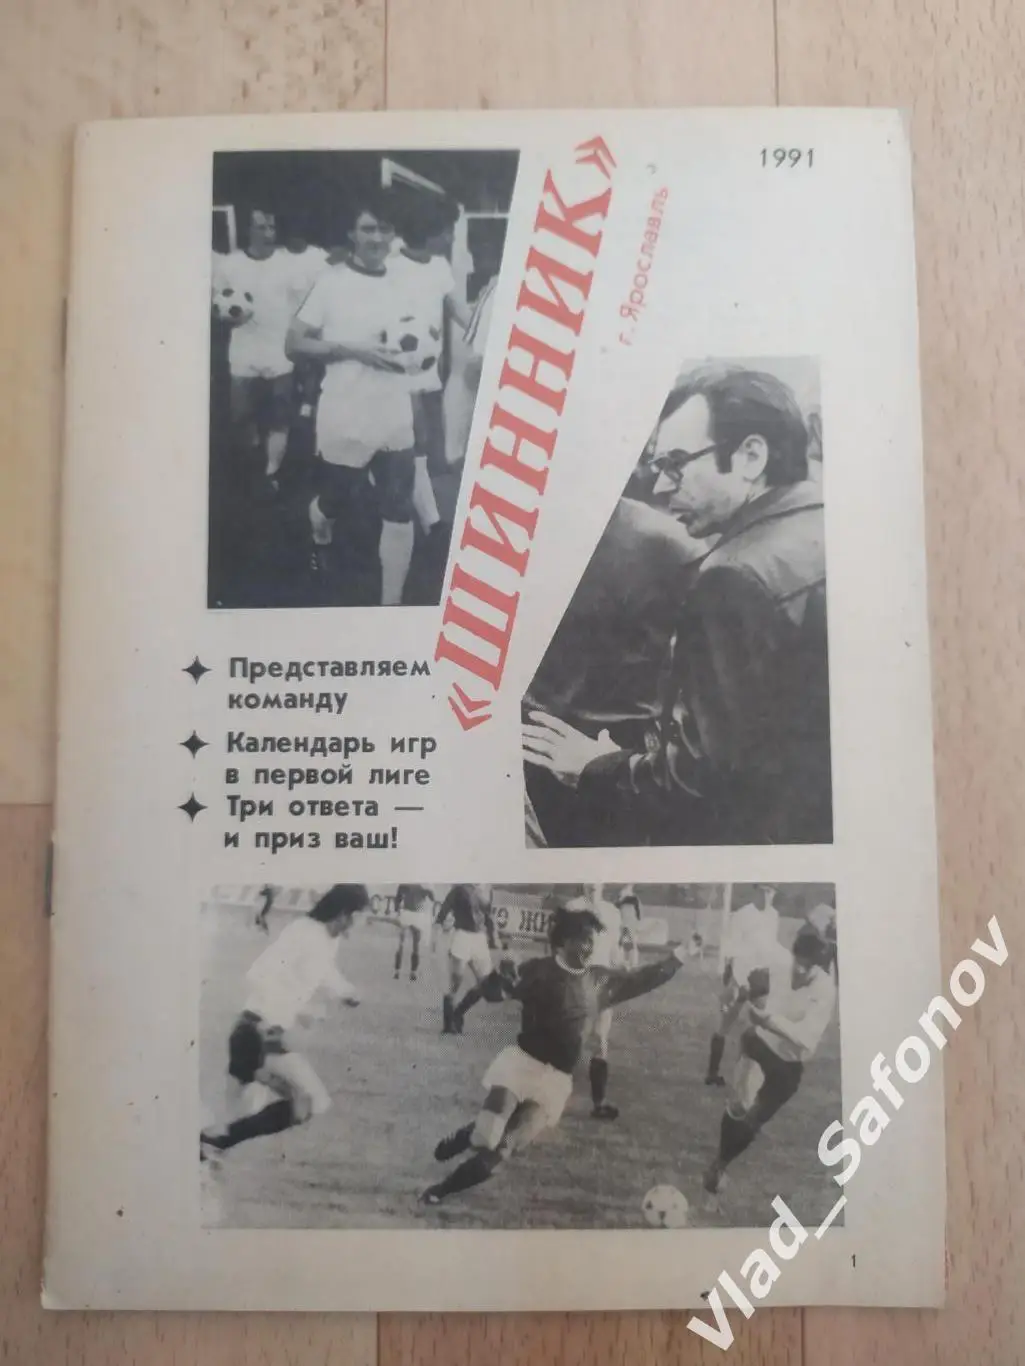 1991
«ШИННИК»
г. Ярославль
Представляем
команду
Календарь игр
в первой лиге
Три ответа —
и приз ваш!
1
Vlad_Safonov